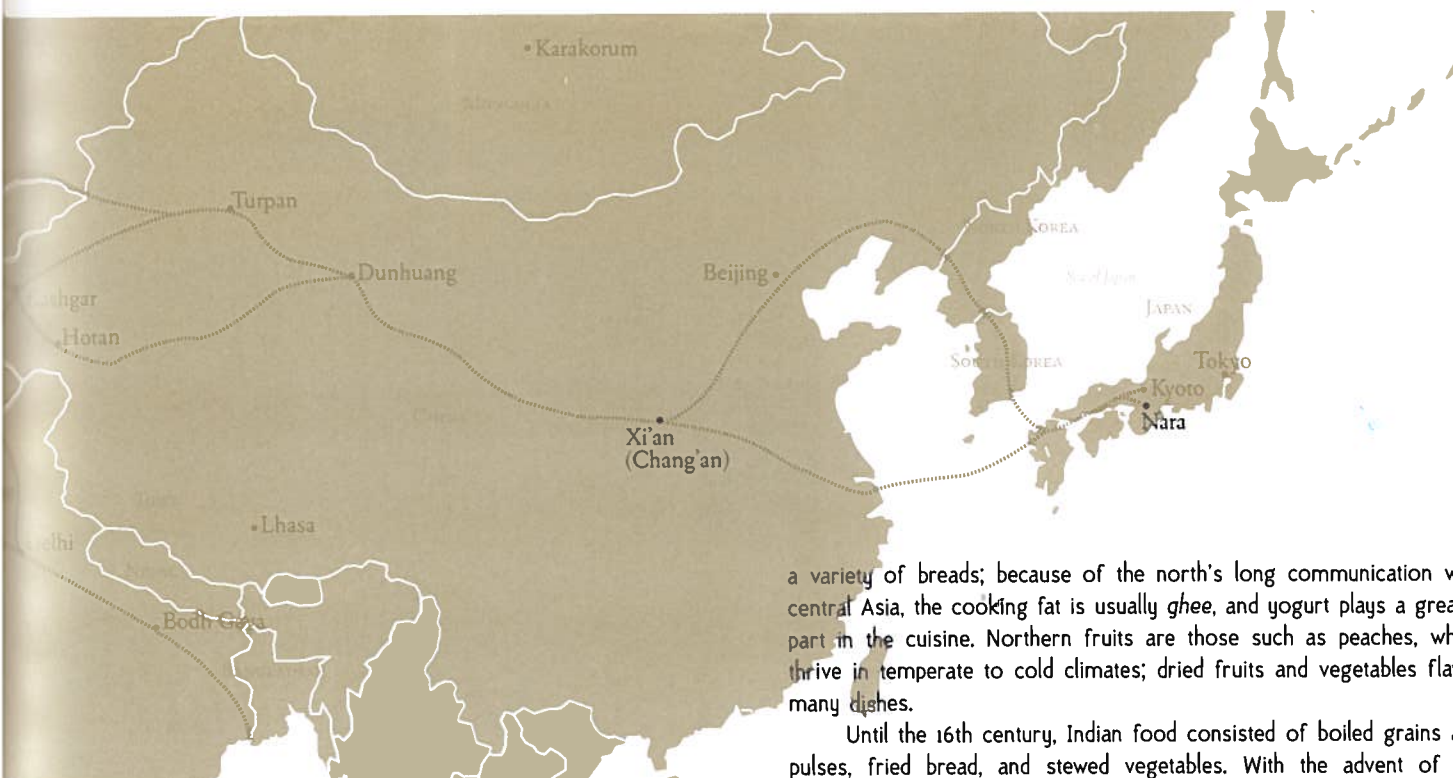 Karakorum
Turpan
Dunhuang
Beijing
KOREA
Hotan
JAPAN
Tokyo
Kyoto
Nara
Xi'an
(Chang'an)
Lhasa
Bodh Gaya
a variety of breads; because of the north's long communication
central Asia, the cooking fat is usually ghee, and yogurt plays a
part in the cuisine. Northern fruits are those such as peaches,
thrive in temperate to cold climates; dried fruits and vegetables
many dishes.
Until the 16th century, Indian food consisted of boiled grains
pulses, fried bread, and stewed vegetables. With the advent of